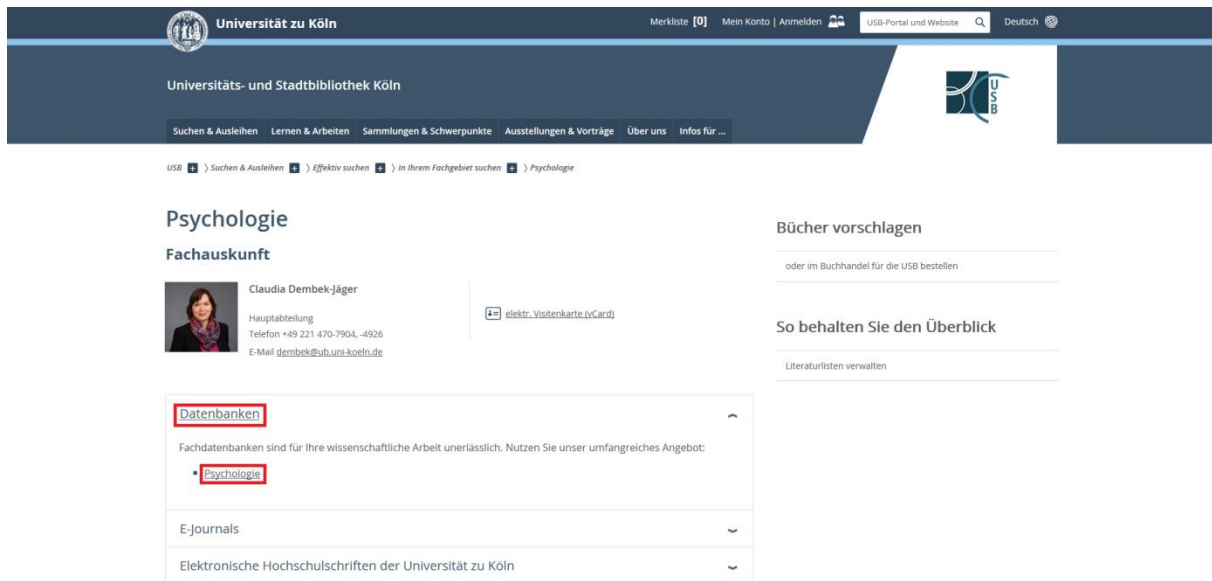 Universität zu Köln
Merkliste [0] Mein Konto | Anmelden USB-Portal und Website Deutsch
Universitäts- und Stadtbibliothek Köln
USB
Suchen & Ausleihen Lernen & Arbeiten Sammlungen & Schwerpunkte Ausstellungen & Vorträge Über uns Infos für ...
USB + 〉 Suchen & Ausleihen + 〉 Effektiv suchen + 〉 In Ihrem Fachgebiet suchen + 〉 Psychologie
Psychologie
Fachauskunft
Claudia Dembek-Jäger
Hauptabteilung
Telefon +49 221 470-7904, -4926
E-Mail dembek@ub.uni-koeln.de
elektr. Visitenkarte (vCard)
Bücher vorschlagen
oder im Buchhandel für die USB bestellen
So behalten Sie den Überblick
Literaturlisten verwalten
Datenbanken
Fachdatenbanken sind für Ihre wissenschaftliche Arbeit unerlässlich. Nutzen Sie unser umfangreiches Angebot:
Psychologie
E-Journals
Elektronische Hochschulschriften der Universität zu Köln